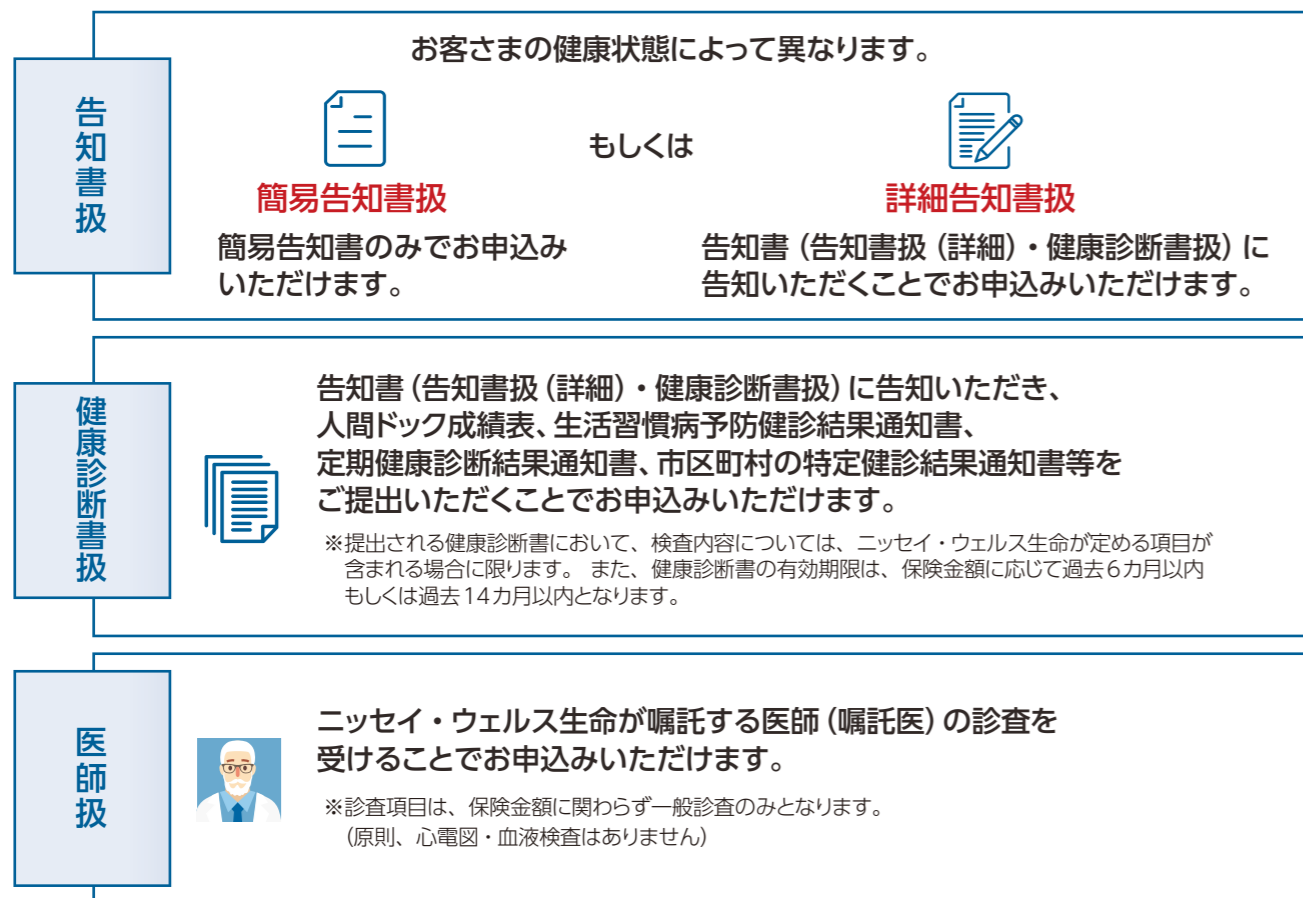 告知書扱
お客さまの健康状態によって異なります。
もしくは
簡易告知書扱
簡易告知書のみでお申込み
いただけます。
詳細告知書扱
告知書（告知書扱（詳細）・健康診断書扱）に
告知いただくことでお申込みいただけます。
健康診断書扱
告知書（告知書扱（詳細）・健康診断書扱）に告知いただき、
人間ドック成績表、生活習慣病予防健診結果通知書、
定期健康診断結果通知書、市区町村の特定健診結果通知書等を
ご提出いただくことでお申込みいただけます。
※提出される健康診断書において、検査内容については、ニッセイ・ウェルス生命が定める項目が
含まれる場合に限ります。 また、健康診断書の有効期限は、保険金額に応じて過去６カ月以内
もしくは過去14カ月以内となります。
医師扱
ニッセイ・ウェルス生命が嘱託する医師（嘱託医）の診査を
受けることでお申込みいただけます。
※診査項目は、保険金額に関わらず一般診査のみとなります。
（原則、心電図・血液検査はありません）